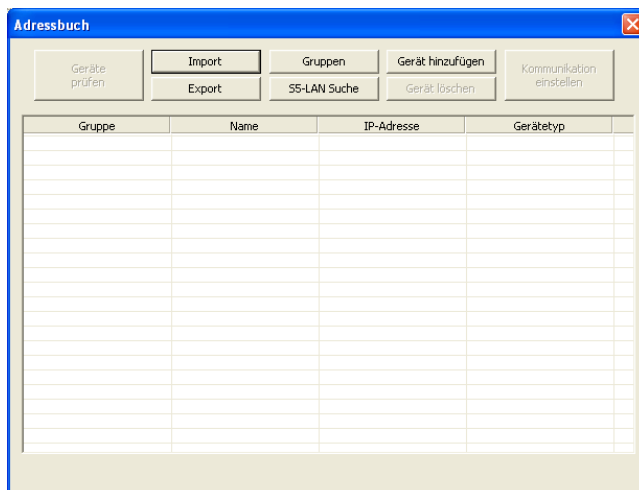 Adressbuch
Geräte
prüfen
Import
Gruppen
Gerät hinzufügen
Kommunikation
einstellen
Export
S5-LAN Suche
Gerät löschen
Gruppe Name IP-Adresse Gerätetyp